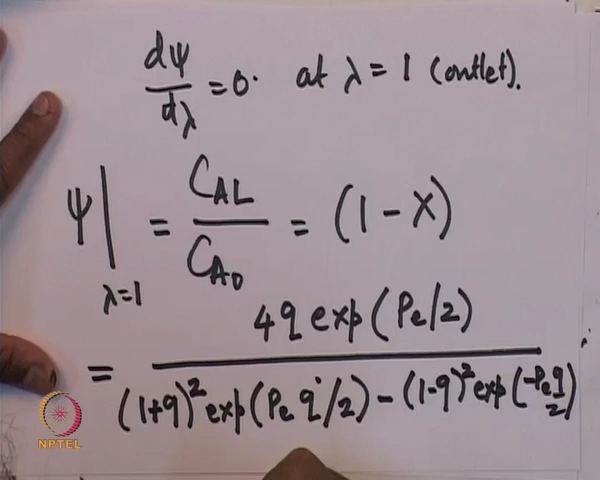 dψ/dλ = 0. at λ = 1 (outlet).
ψ|λ=1 = C_AL/C_A0 = (1 - X)
= 4q exp(Pe/2) / (1+q)² exp(Pe q/2) - (1-q)² exp(-Pe q/2)
NPTEL